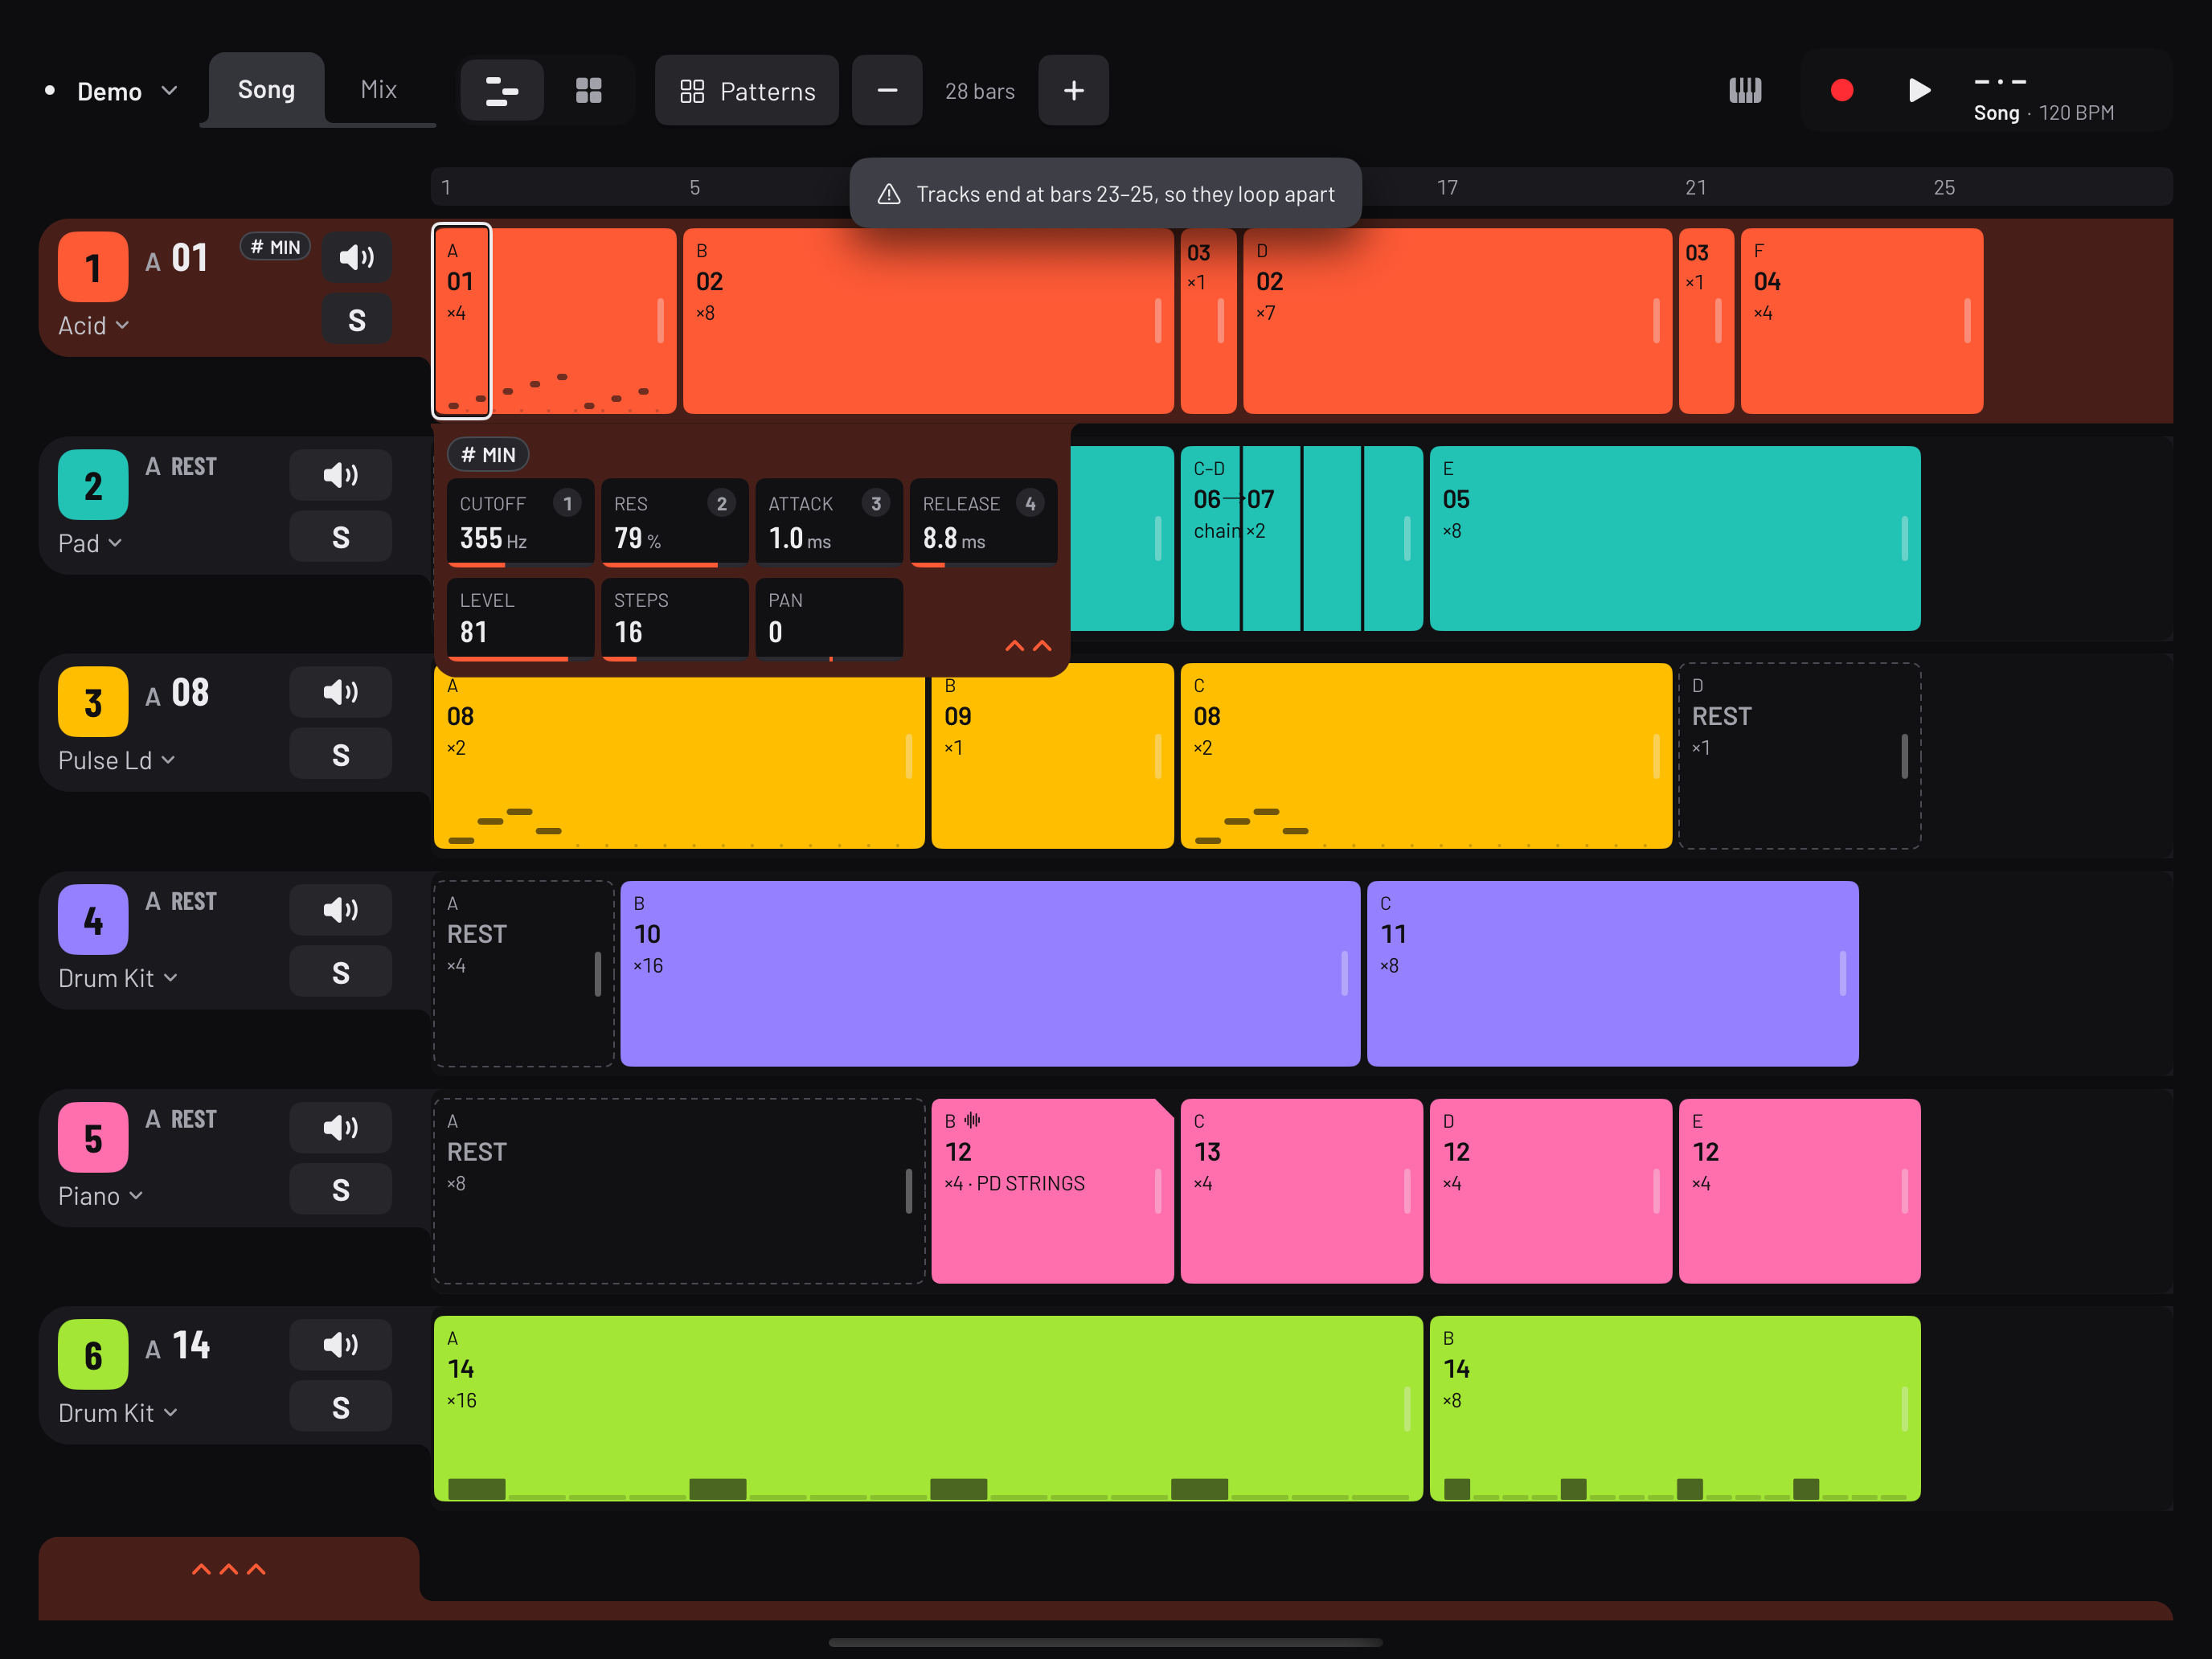 Demo
Song
Mix
Patterns
28 bars
Song · 120 BPM
1 5 17 21 25
Tracks end at bars 23–25, so they loop apart
1
A 01
# MIN
Acid
S
A
01
×4
B
02
×8
03
×1
D
02
×7
03
×1
F
04
×4
2
A REST
Pad
S
C–D
06→07
chain ×2
E
05
×8
# MIN
CUTOFF 1
355 Hz
RES 2
79 %
ATTACK 3
1.0 ms
RELEASE 4
8.8 ms
LEVEL
81
STEPS
16
PAN
0
3
A 08
Pulse Ld
S
A
08
×2
B
09
×1
C
08
×2
D
REST
×1
4
A REST
Drum Kit
S
A
REST
×4
B
10
×16
C
11
×8
5
A REST
Piano
S
A
REST
×8
B
12
×4 · PD STRINGS
C
13
×4
D
12
×4
E
12
×4
6
A 14
Drum Kit
S
A
14
×16
B
14
×8